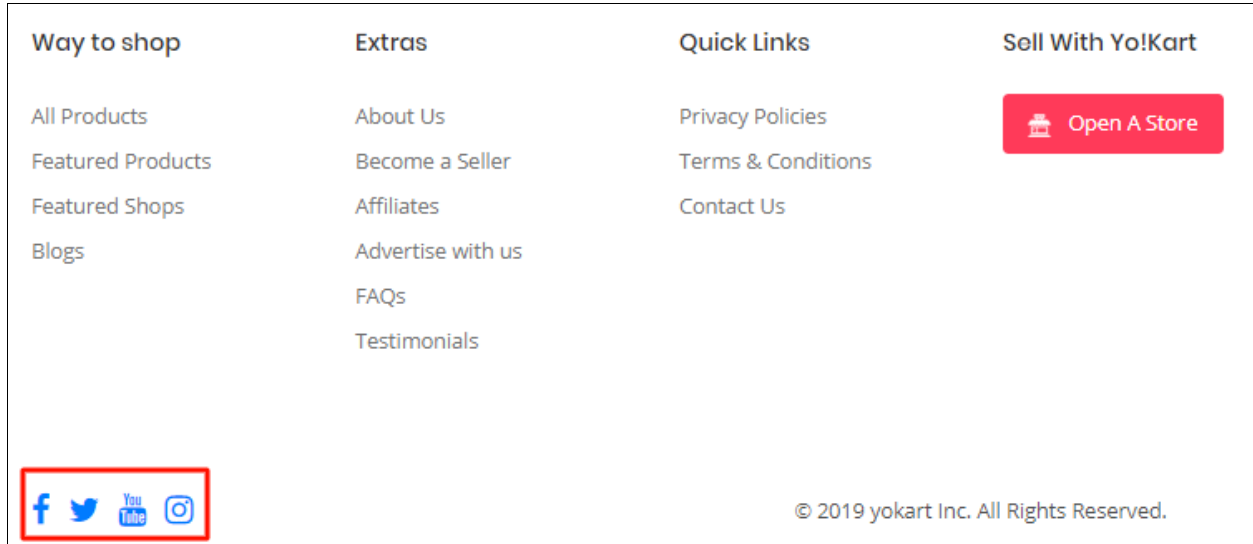 Way to shop
All Products
Featured Products
Featured Shops
Blogs
Extras
About Us
Become a Seller
Affiliates
Advertise with us
FAQs
Testimonials
Quick Links
Privacy Policies
Terms & Conditions
Contact Us
Sell With Yo!Kart
Open A Store
You
Tube
© 2019 yokart Inc. All Rights Reserved.